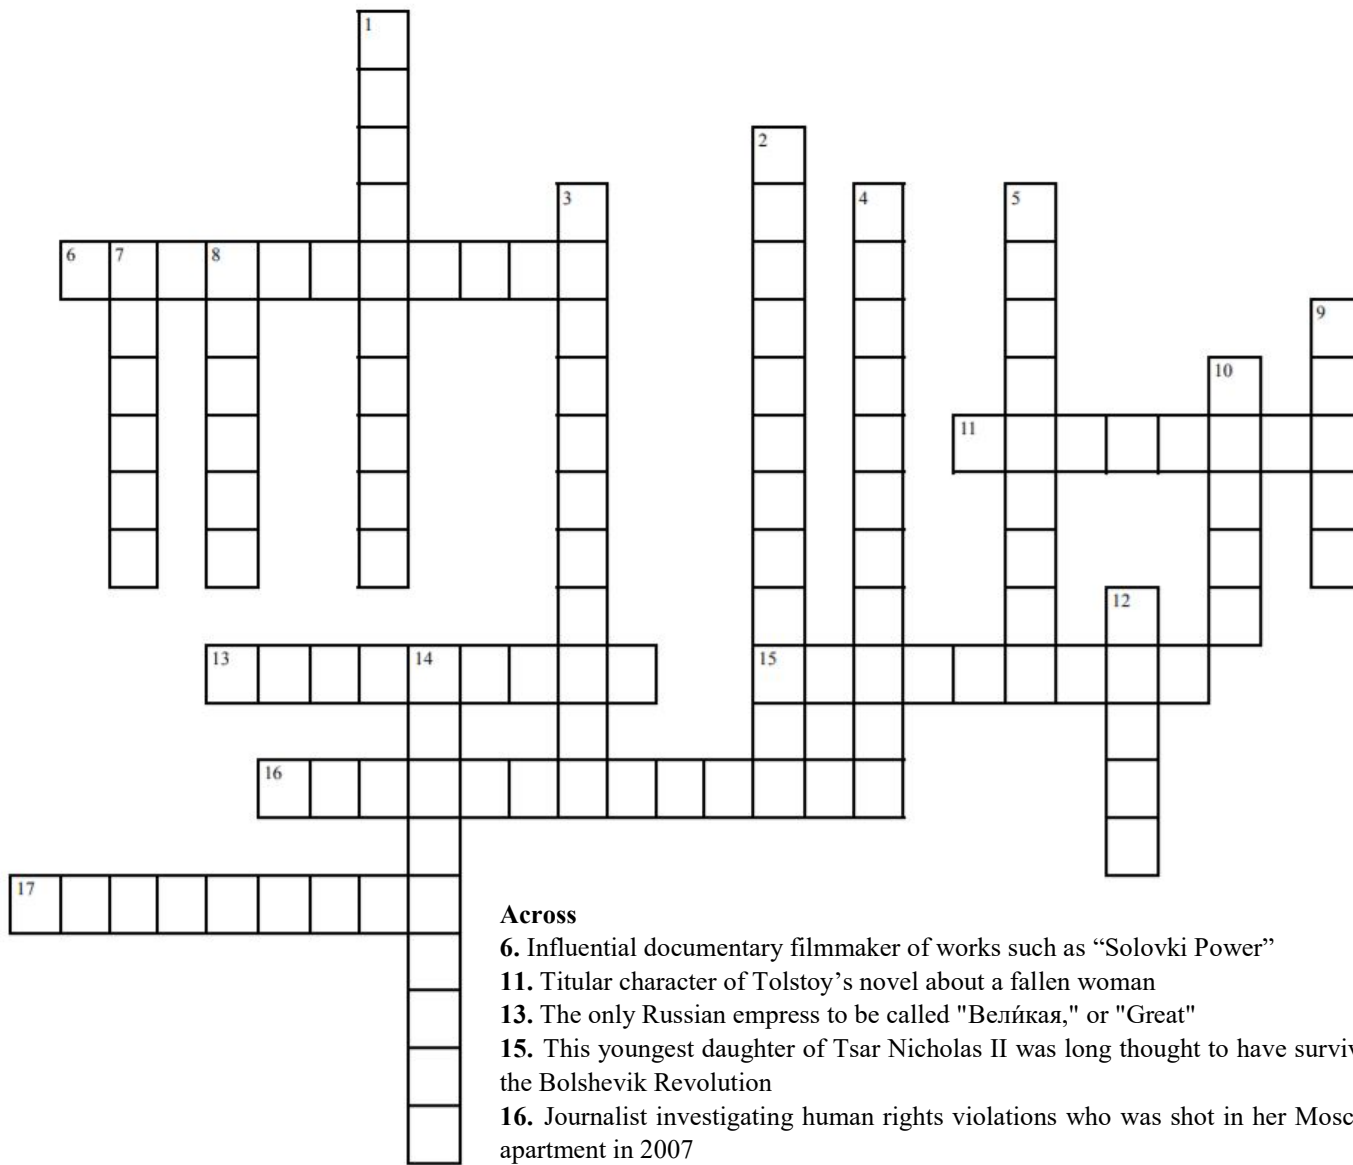 1
2
3
4
5
6
7
8
9
10
11
12
13
14
15
16
17
Across
6. Influential documentary filmmaker of works such as “Solovki Power”
11. Titular character of Tolstoy’s novel about a fallen woman
13. The only Russian empress to be called "Вели́кая," or "Great"
15. This youngest daughter of Tsar Nicholas II was long thought to have surviv
the Bolshevik Revolution
16. Journalist investigating human rights violations who was shot in her Mosc
apartment in 2007